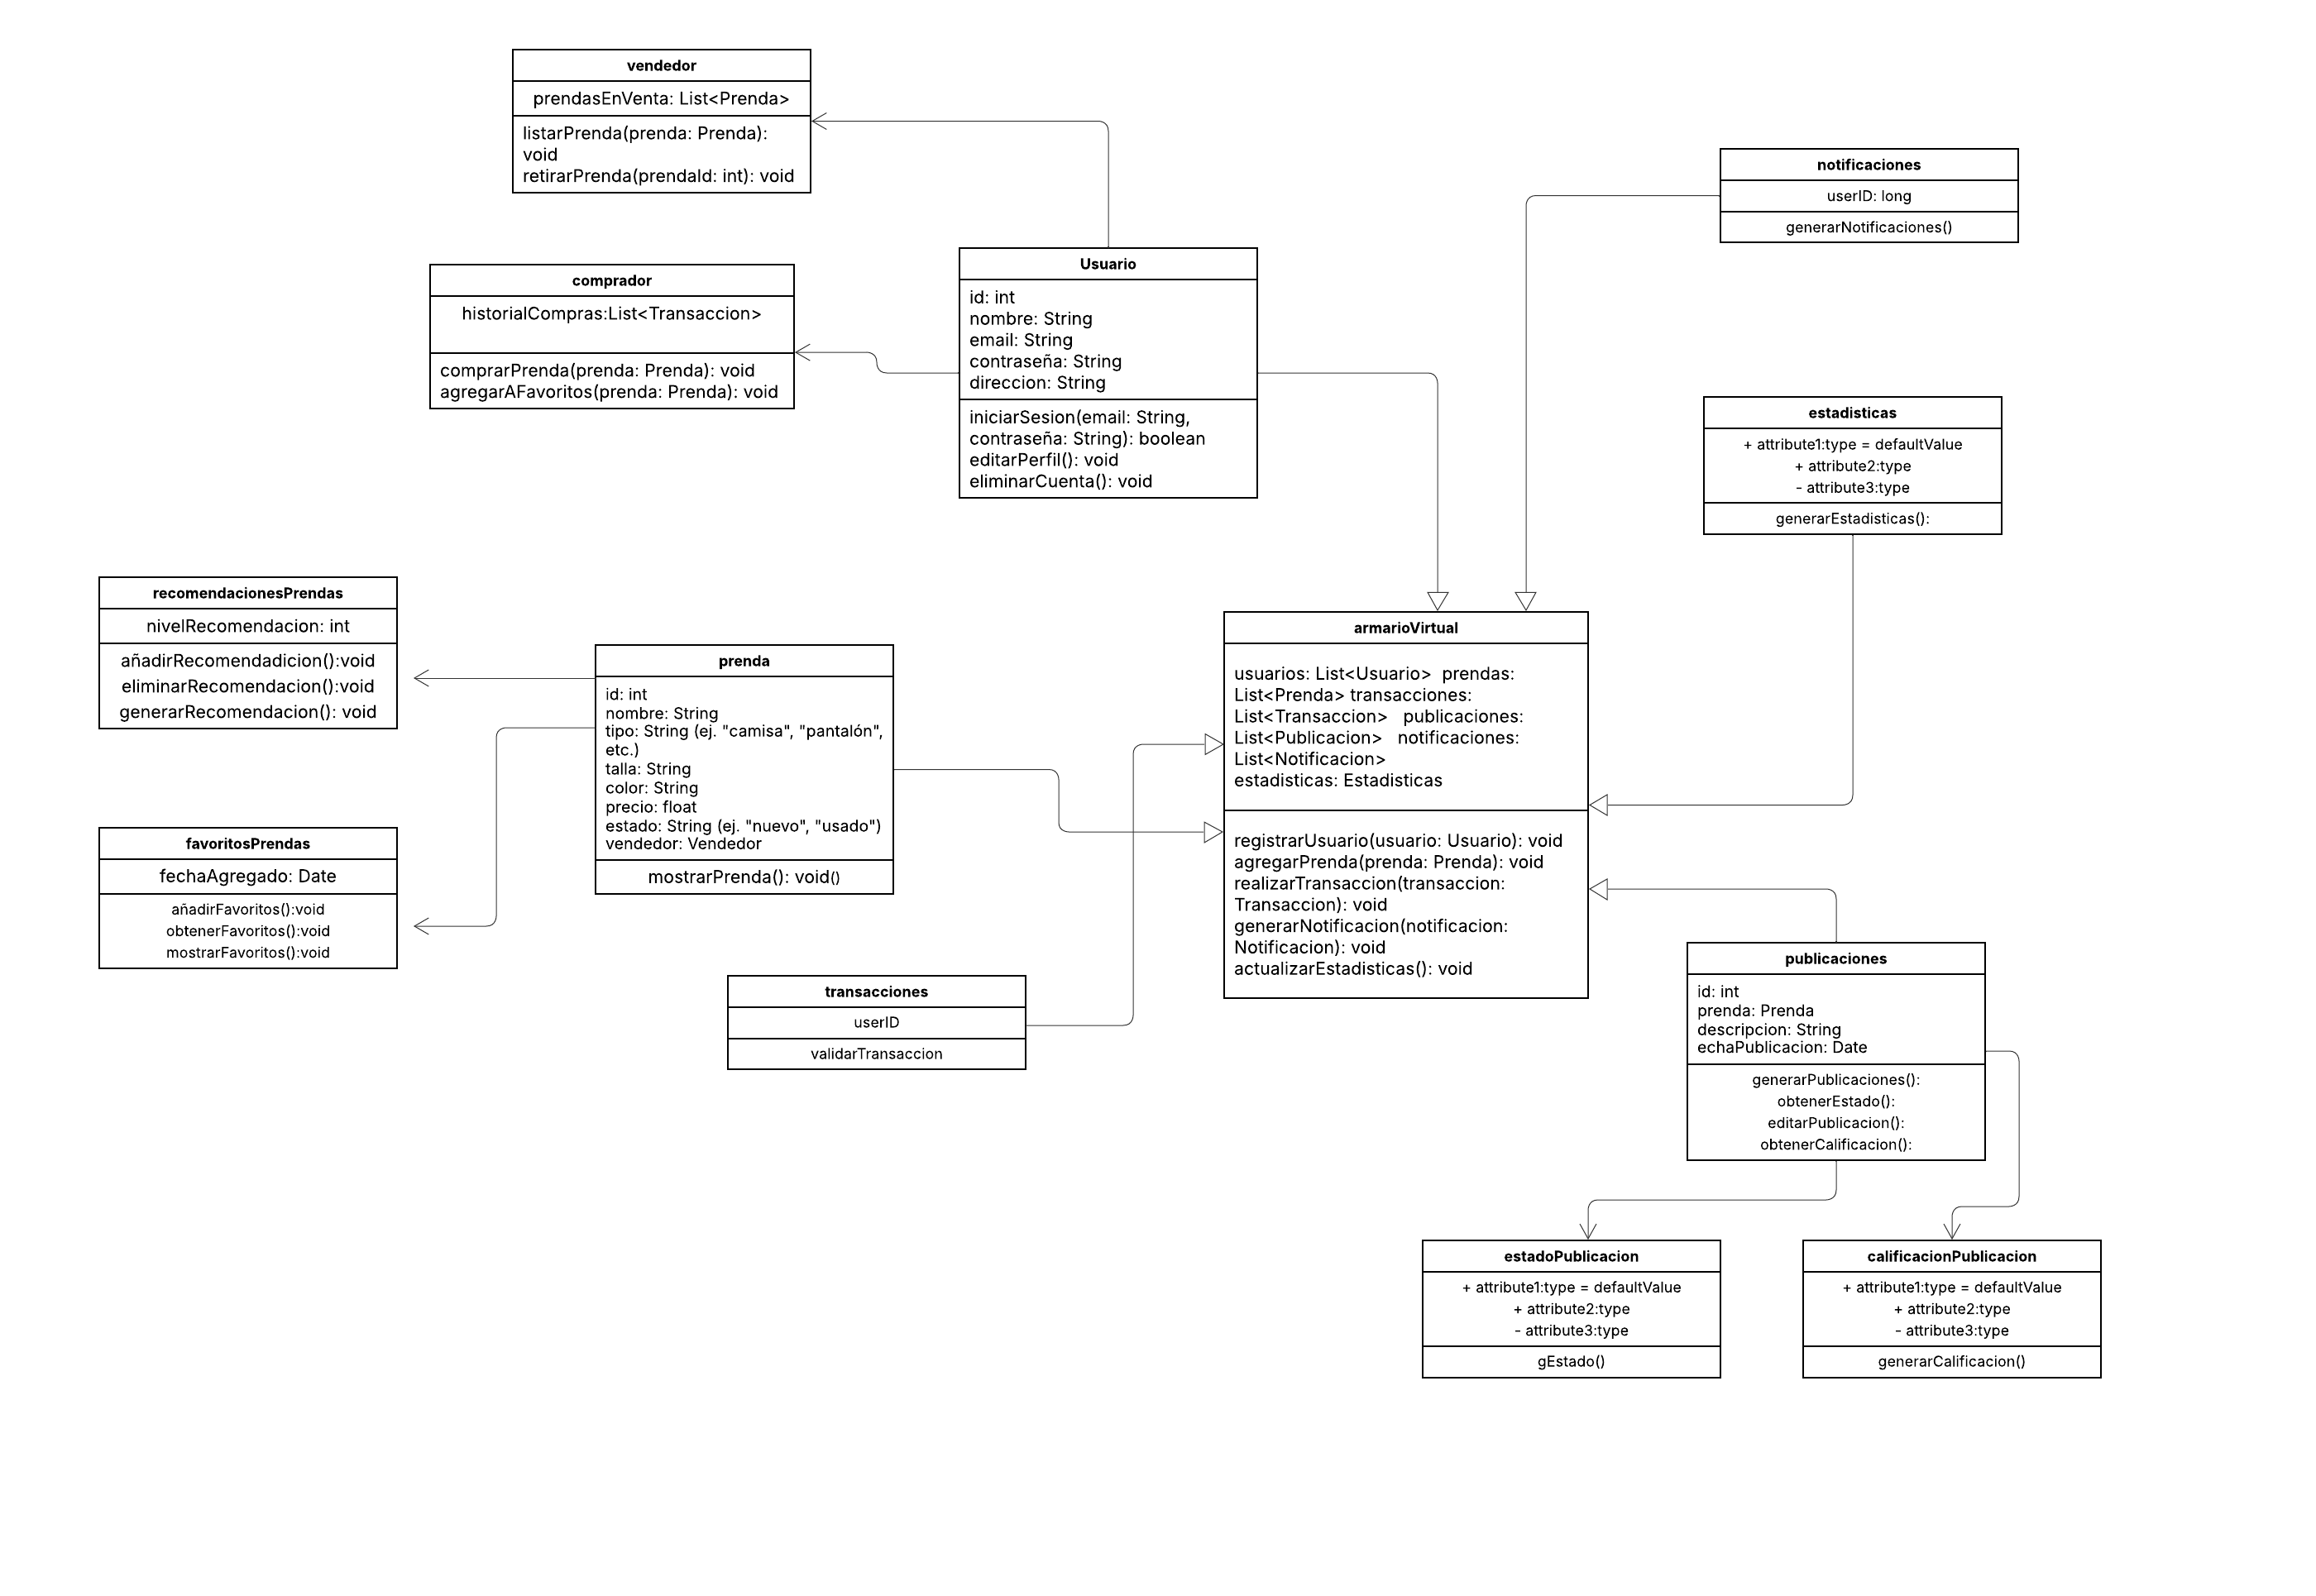 vendedor
prendasEnVenta: List<Prenda>
listarPrenda(prenda: Prenda):
void
retirarPrenda(prendaId: int): void
notificaciones
userID: long
generarNotificaciones()
Usuario
id: int
nombre: String
email: String
contraseña: String
direccion: String
iniciarSesion(email: String,
contraseña: String): boolean
editarPerfil(): void
eliminarCuenta(): void
comprador
historialCompras:List<Transaccion>
comprarPrenda(prenda: Prenda): void
agregarAFavoritos(prenda: Prenda): void
estadisticas
+ attribute1:type = defaultValue
+ attribute2:type
- attribute3:type
generarEstadisticas():
recomendacionesPrendas
nivelRecomendacion: int
añadirRecomendadicion():void
eliminarRecomendacion():void
generarRecomendacion(): void
prenda
id: int
nombre: String
tipo: String (ej. "camisa", "pantalón",
etc.)
talla: String
color: String
precio: float
estado: String (ej. "nuevo", "usado")
vendedor: Vendedor
mostrarPrenda(): void()
armarioVirtual
usuarios: List<Usuario>  prendas:
List<Prenda> transacciones:
List<Transaccion>   publicaciones:
List<Publicacion>   notificaciones:
List<Notificacion>
estadisticas: Estadisticas
registrarUsuario(usuario: Usuario): void
agregarPrenda(prenda: Prenda): void
realizarTransaccion(transaccion:
Transaccion): void
generarNotificacion(notificacion:
Notificacion): void
actualizarEstadisticas(): void
favoritosPrendas
fechaAgregado: Date
añadirFavoritos():void
obtenerFavoritos():void
mostrarFavoritos():void
transacciones
userID
validarTransaccion
publicaciones
id: int
prenda: Prenda
descripcion: String
echaPublicacion: Date
generarPublicaciones():
obtenerEstado():
editarPublicacion():
obtenerCalificacion():
estadoPublicacion
+ attribute1:type = defaultValue
+ attribute2:type
- attribute3:type
gEstado()
calificacionPublicacion
+ attribute1:type = defaultValue
+ attribute2:type
- attribute3:type
generarCalificacion()